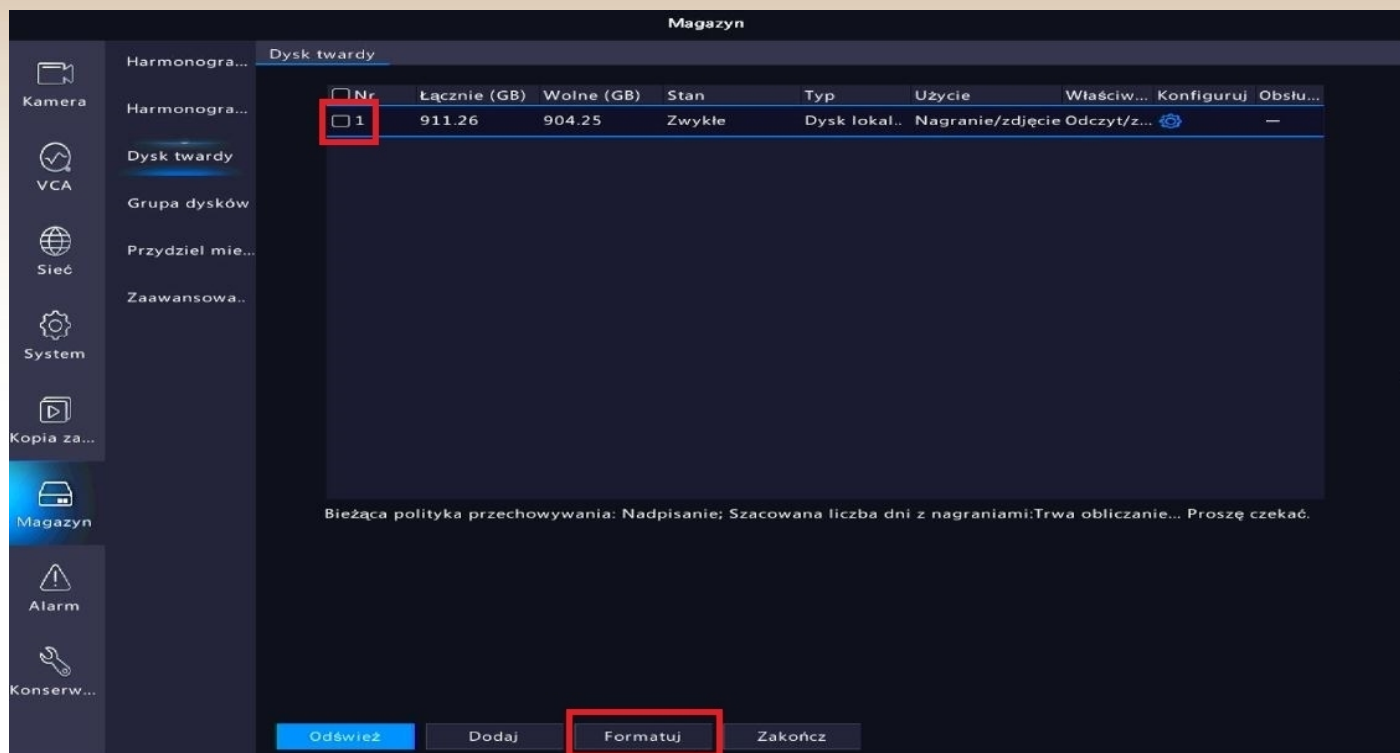 Magazyn
Kamera
VCA
Sieć
System
Kopia za...
Magazyn
Alarm
Konserw...
Harmonogra...
Harmonogra...
Dysk twardy
Grupa dysków
Przydziel mie...
Zaawansowa..
Dysk twardy
Nr Łącznie (GB) Wolne (GB) Stan Typ Użycie Właściw... Konfiguruj Obsłu...
1 911.26 904.25 Zwykłe Dysk lokal.. Nagranie/zdjęcie Odczyt/z... —
Bieżąca polityka przechowywania: Nadpisanie; Szacowana liczba dni z nagraniami:Trwa obliczanie... Proszę czekać.
Odśwież Dodaj Formatuj Zakończ